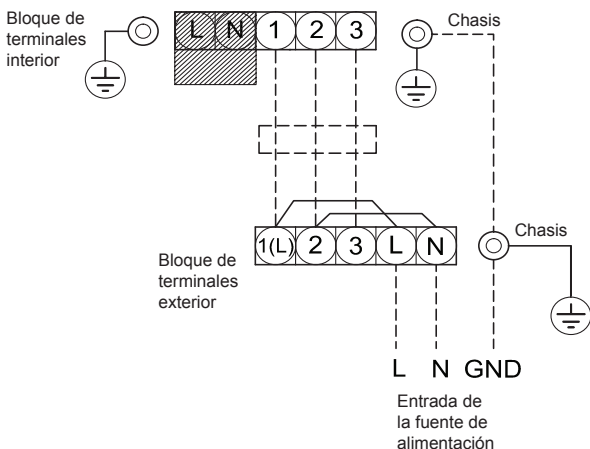 Bloque de
terminales
interior
L N 1 2 3
Chasis
1(L) 2 3 L N
Chasis
Bloque de
terminales
exterior
L N GND
Entrada de
la fuente de
alimentación